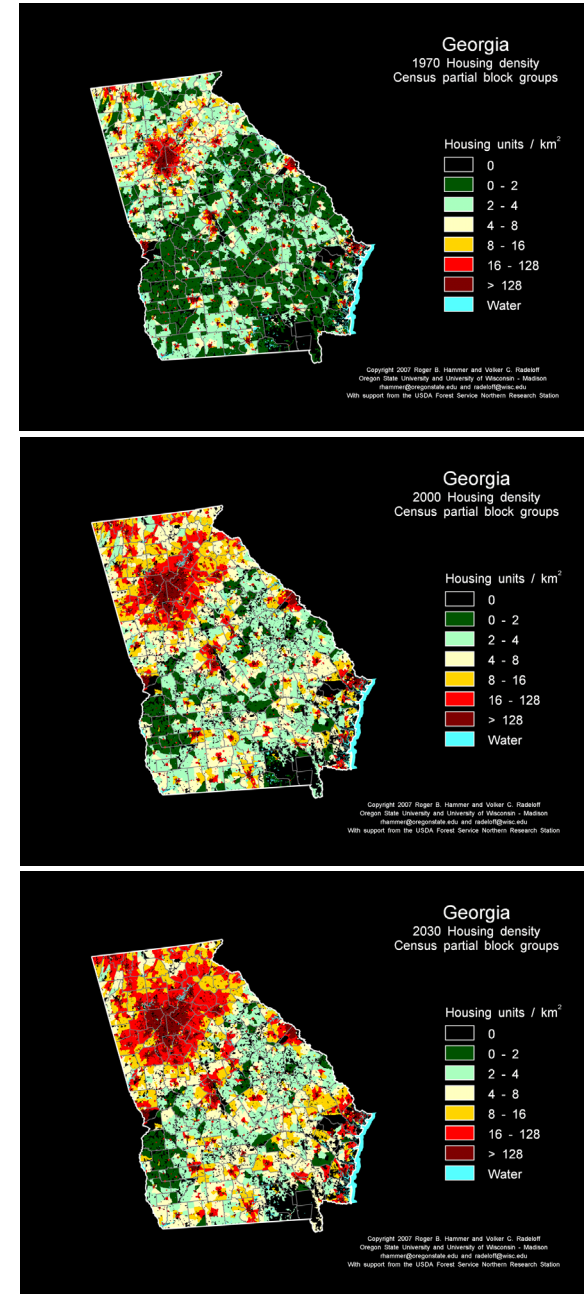 Georgia
1970 Housing density
Census partial block groups
Housing units / km²
0
0 - 2
2 - 4
4 - 8
8 - 16
16 - 128
> 128
Water
Copyright 2007 Roger B. Hammer and Volker C. Radeloff
Oregon State University and University of Wisconsin - Madison
rhammer@oregonstate.edu and radeloff@wisc.edu
With support from the USDA Forest Service Northern Research Station
Georgia
2000 Housing density
Census partial block groups
Housing units / km²
0
0 - 2
2 - 4
4 - 8
8 - 16
16 - 128
> 128
Water
Copyright 2007 Roger B. Hammer and Volker C. Radeloff
Oregon State University and University of Wisconsin - Madison
rhammer@oregonstate.edu and radeloff@wisc.edu
With support from the USDA Forest Service Northern Research Station
Georgia
2030 Housing density
Census partial block groups
Housing units / km²
0
0 - 2
2 - 4
4 - 8
8 - 16
16 - 128
> 128
Water
Copyright 2007 Roger B. Hammer and Volker C. Radeloff
Oregon State University and University of Wisconsin - Madison
rhammer@oregonstate.edu and radeloff@wisc.edu
With support from the USDA Forest Service Northern Research Station